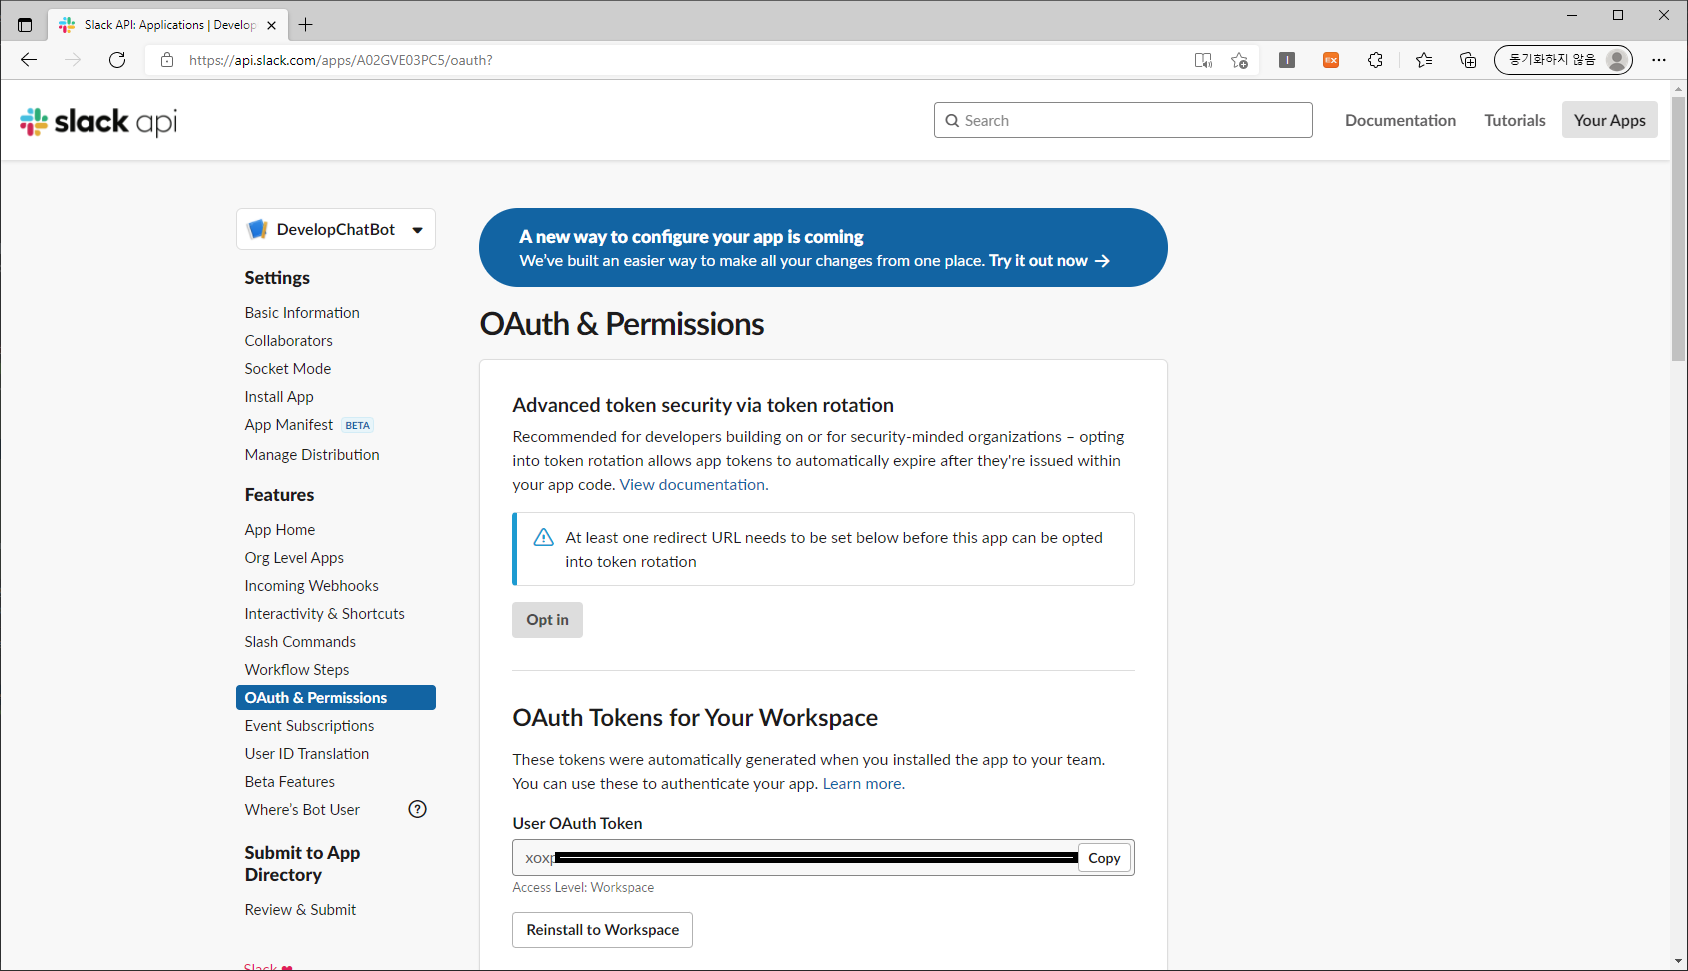 Slack API: Applications | Develop
https://api.slack.com/apps/A02GVE03PC5/oauth?
동기화하지 않음
slack api
Search
Documentation
Tutorials
Your Apps
DevelopChatBot
Settings
Basic Information
Collaborators
Socket Mode
Install App
App Manifest BETA
Manage Distribution
Features
App Home
Org Level Apps
Incoming Webhooks
Interactivity & Shortcuts
Slash Commands
Workflow Steps
OAuth & Permissions
Event Subscriptions
User ID Translation
Beta Features
Where's Bot User
Submit to App
Directory
Review & Submit
Slack
A new way to configure your app is coming
We've built an easier way to make all your changes from one place. Try it out now →
OAuth & Permissions
Advanced token security via token rotation
Recommended for developers building on or for security-minded organizations – opting
into token rotation allows app tokens to automatically expire after they're issued within
your app code. View documentation.
At least one redirect URL needs to be set below before this app can be opted
into token rotation
Opt in
OAuth Tokens for Your Workspace
These tokens were automatically generated when you installed the app to your team.
You can use these to authenticate your app. Learn more.
User OAuth Token
xoxp
Copy
Access Level: Workspace
Reinstall to Workspace